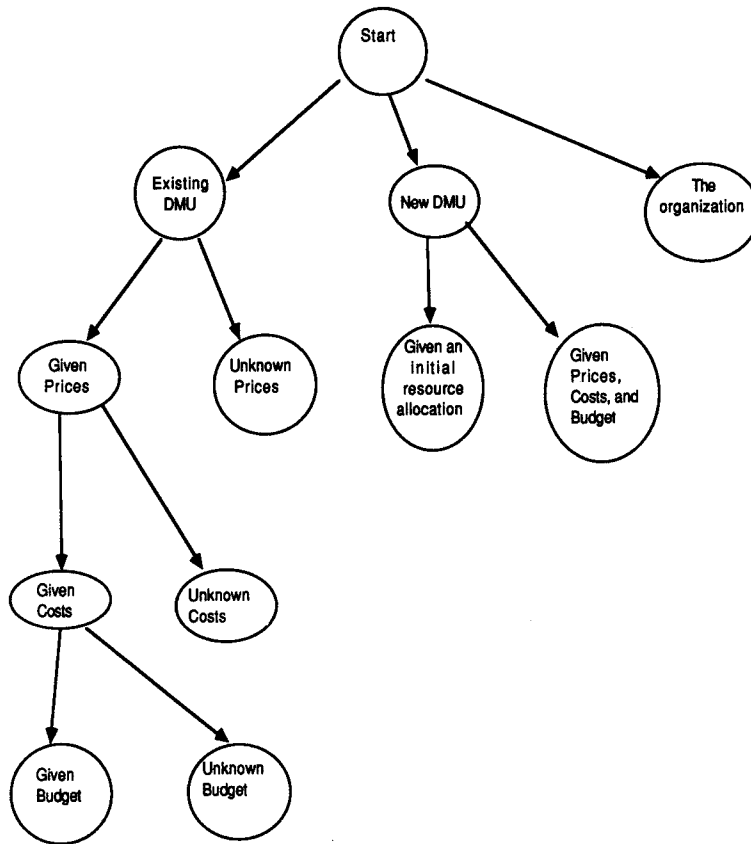 Start
Existing
DMU
New DMU
The
organization
Given
Prices
Unknown
Prices
Given an
initial
resource
allocation
Given
Prices,
Costs, and
Budget
Given
Costs
Unknown
Costs
Given
Budget
Unknown
Budget